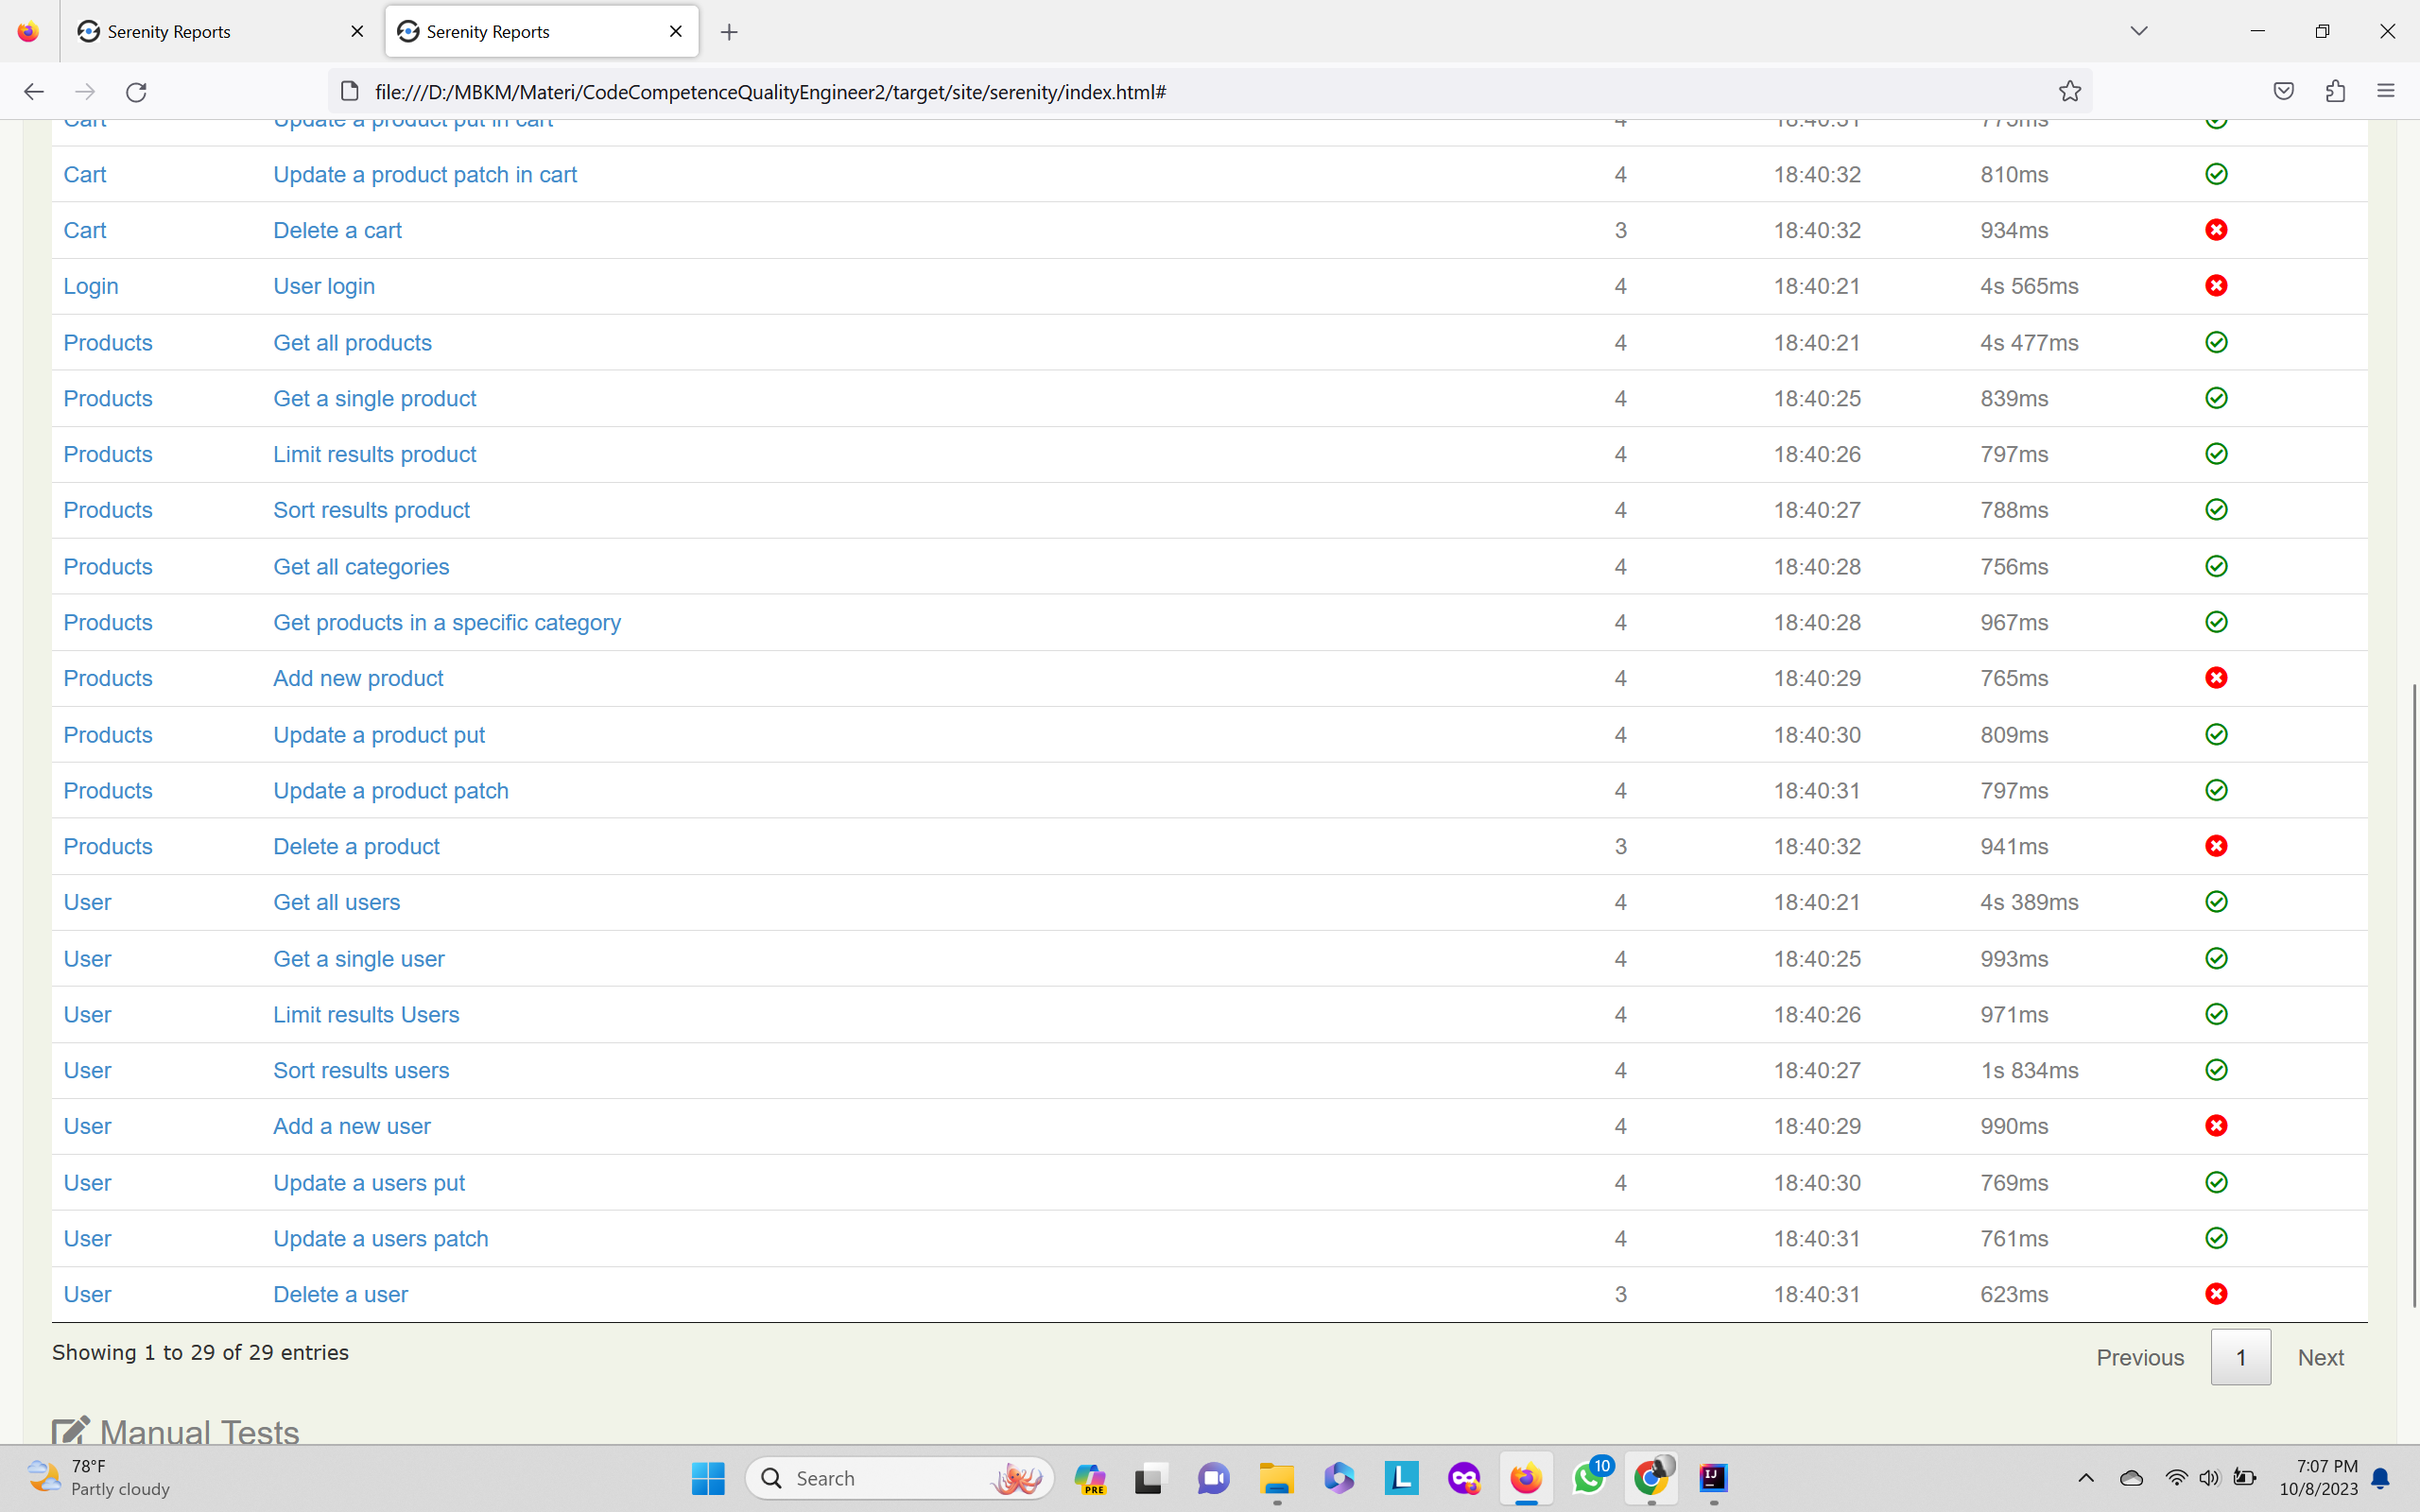 Serenity Reports
Serenity Reports
file:///D:/MBKM/Materi/CodeCompetenceQualityEngineer2/target/site/serenity/index.html#
Cart Update a product put in cart 4 18:40:31 775ms
Cart Update a product patch in cart 4 18:40:32 810ms
Cart Delete a cart 3 18:40:32 934ms
Login User login 4 18:40:21 4s 565ms
Products Get all products 4 18:40:21 4s 477ms
Products Get a single product 4 18:40:25 839ms
Products Limit results product 4 18:40:26 797ms
Products Sort results product 4 18:40:27 788ms
Products Get all categories 4 18:40:28 756ms
Products Get products in a specific category 4 18:40:28 967ms
Products Add new product 4 18:40:29 765ms
Products Update a product put 4 18:40:30 809ms
Products Update a product patch 4 18:40:31 797ms
Products Delete a product 3 18:40:32 941ms
User Get all users 4 18:40:21 4s 389ms
User Get a single user 4 18:40:25 993ms
User Limit results Users 4 18:40:26 971ms
User Sort results users 4 18:40:27 1s 834ms
User Add a new user 4 18:40:29 990ms
User Update a users put 4 18:40:30 769ms
User Update a users patch 4 18:40:31 761ms
User Delete a user 3 18:40:31 623ms
Showing 1 to 29 of 29 entries
Previous 1 Next
Manual Tests
78°F
Partly cloudy
Search
PRE
L
10
IJ
7:07 PM
10/8/2023